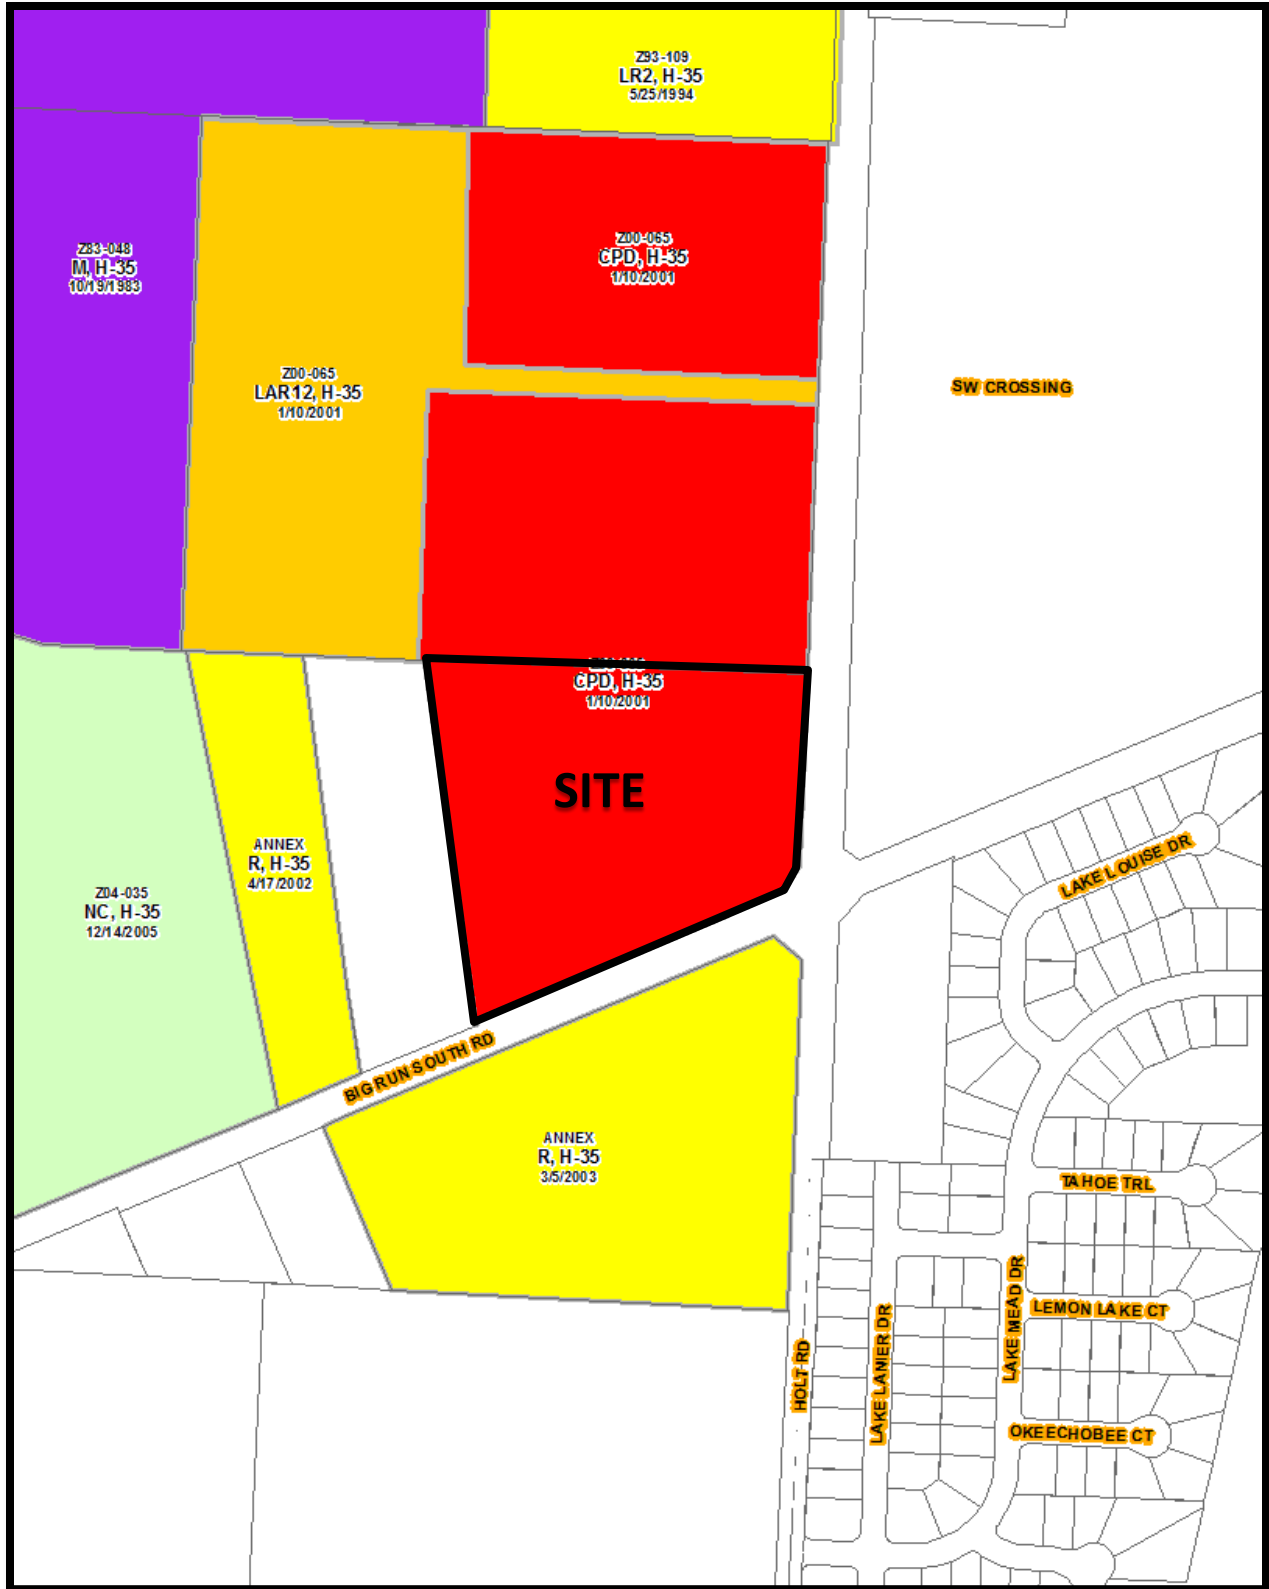 Z93-109
LR2, H-35
5/25/1994
Z83-048
M, H-35
10/19/1983
Z00-065
CPD, H-35
1/10/2001
Z00-065
LAR12, H-35
1/10/2001
SW CROSSING
CPD, H-35
1/10/2001
SITE
LAKE LOUISE DR
ANNEX
R, H-35
4/17/2002
Z04-035
NC, H-35
12/14/2005
BIG RUN SOUTH RD
ANNEX
R, H-35
3/5/2003
TAHOE TRL
LAKE MEAD DR
LEMON LAKE CT
HOLT RD
LAKE LANIER DR
OKEECHOBEE CT